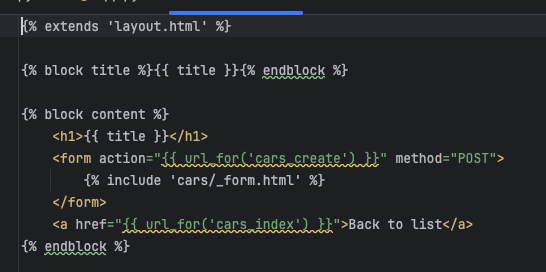 {% extends 'layout.html' %}
{% block title %}{{ title }}{% endblock %}
{% block content %}
<h1>{{ title }}</h1>
<form action="{{ url_for('cars_create') }}" method="POST">
{% include 'cars/_form.html' %}
</form>
<a href="{{ url_for('cars_index') }}">Back to list</a>
{% endblock %}